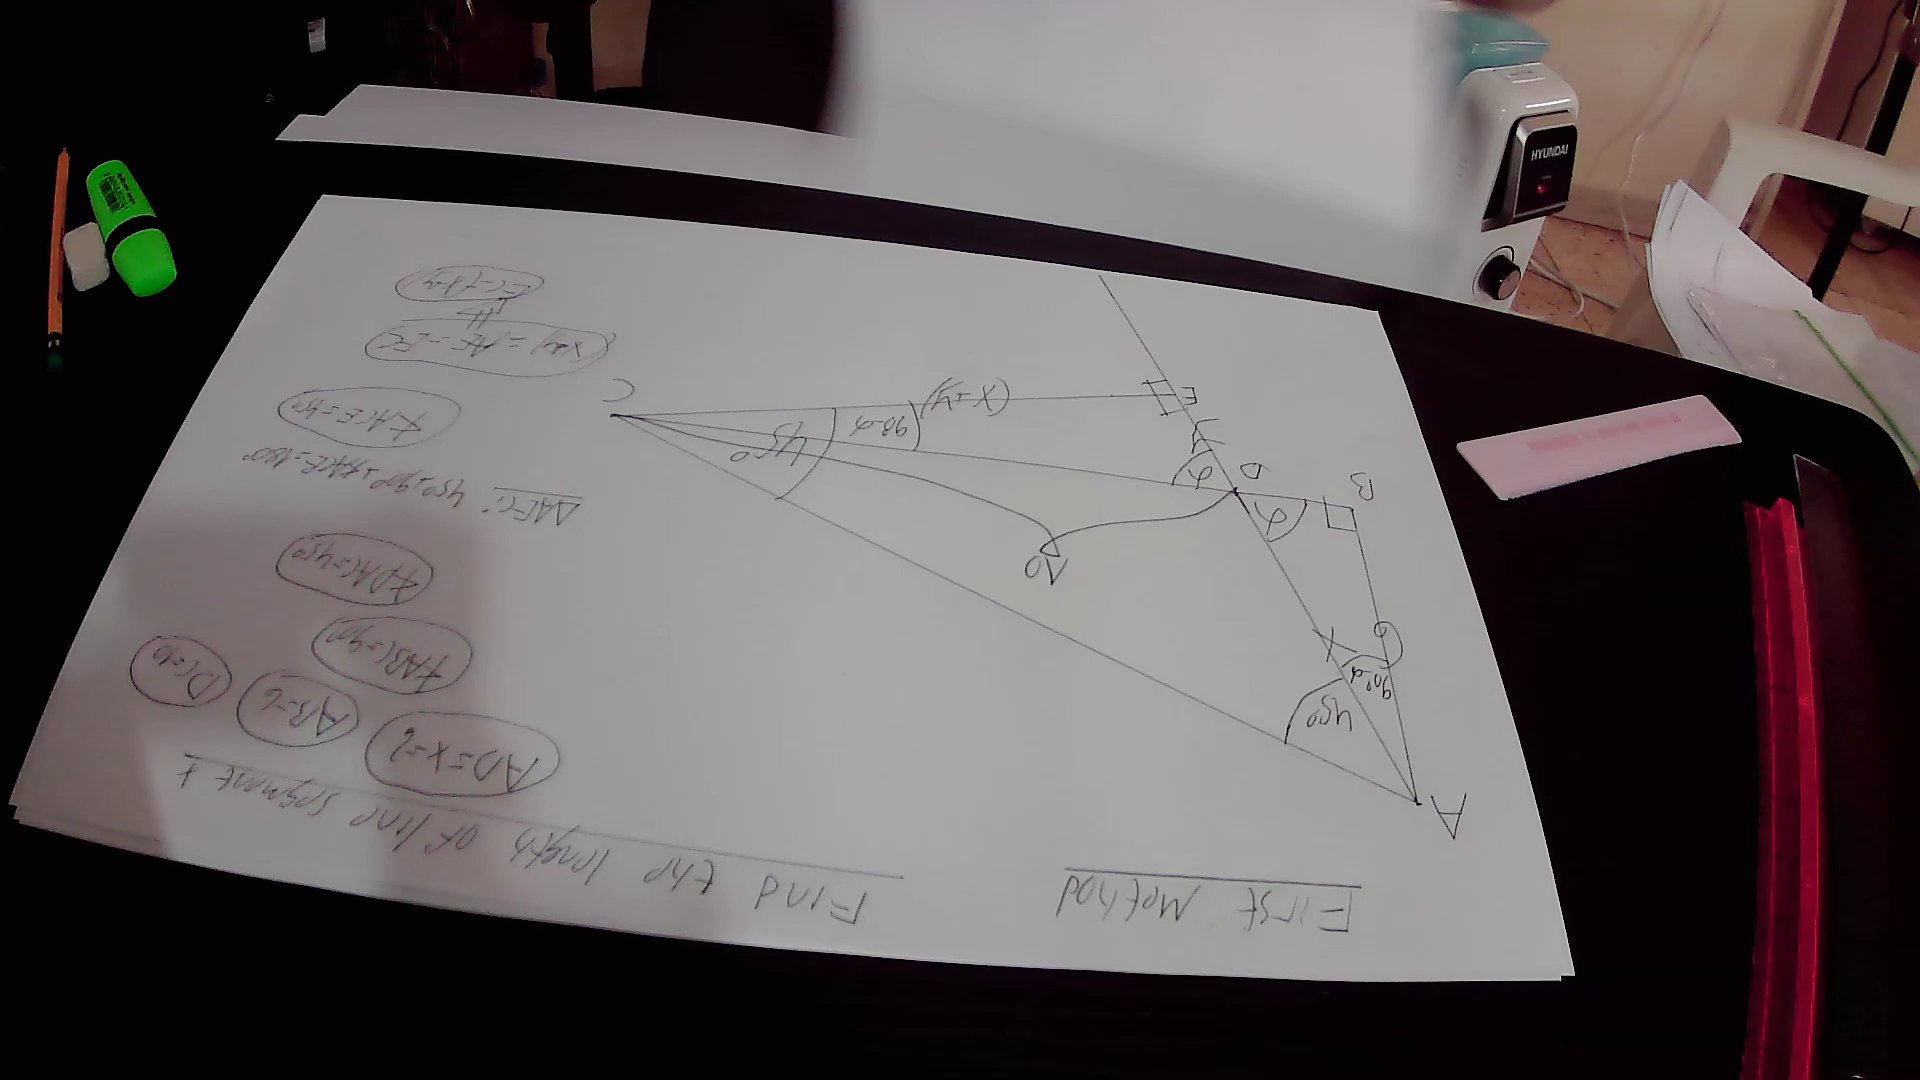 First Method
Find the length of line segment x
AD=x=?
AB=6
DC=10
∡ABC=90°
∡DAC=45°
ΔAEC: 45°+90°+∡ACE=180°
∡ACE=45°
(x+y)=AE=EC
EC=x+y
A
45°
90-α
6
x
B
α
D
10
α
y
E
(x+y)
90-α
45°
C
HYUNDAI